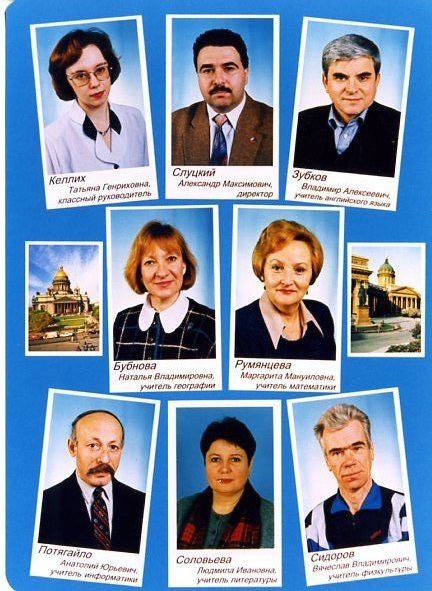 Келлих
Татьяна Генриховна,
классный руководитель
Слуцкий
Александр Максимович,
директор
Зубков
Владимир Алексеевич,
учитель английского языка
Бубнова
Наталья Владимировна,
учитель географии
Румянцева
Маргарита Мануиловна,
учитель математики
Потягайло
Анатолий Юрьевич,
учитель информатики
Соловьева
Людмила Ивановна,
учитель литературы
Сидоров
Вячеслав Владимирович,
учитель физкультуры